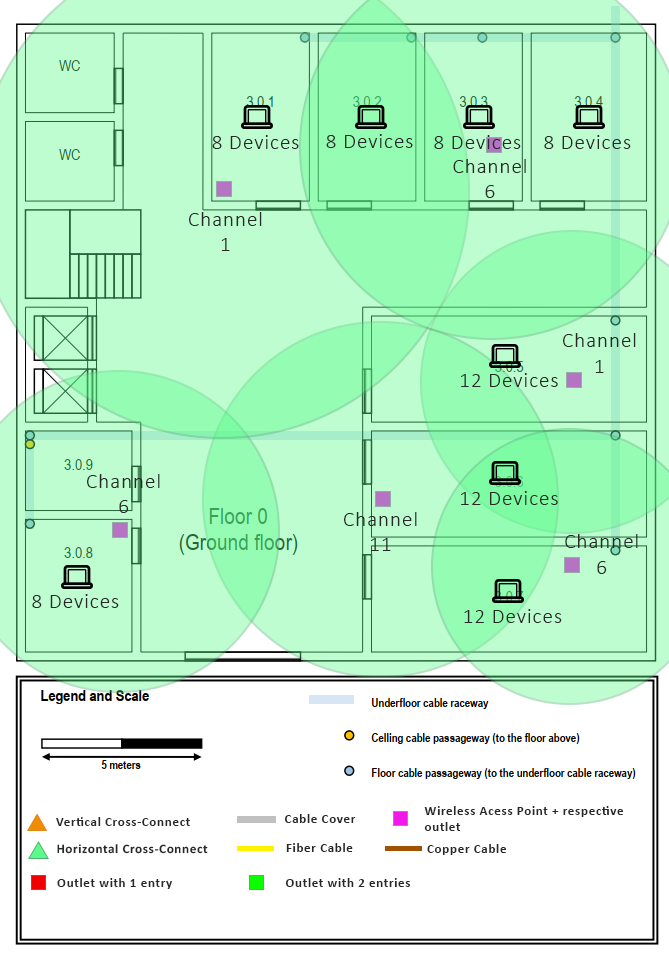 WC
WC
3.0.1
3.0.2
3.0.3
3.0.4
8 Devices
8 Devices
8 Devices
8 Devices
Channel
6
Channel
1
Channel
1
12 Devices
3.0.9
Channel
6
12 Devices
Floor 0
(Ground floor)
Channel
11
3.0.8
8 Devices
Channel
6
12 Devices
Legend and Scale
5 meters
Underfloor cable raceway
Celling cable passageway (to the floor above)
Floor cable passageway (to the underfloor cable raceway)
Vertical Cross-Connect
Cable Cover
Wireless Acess Point + respective
outlet
Horizontal Cross-Connect
Fiber Cable
Copper Cable
Outlet with 1 entry
Outlet with 2 entries